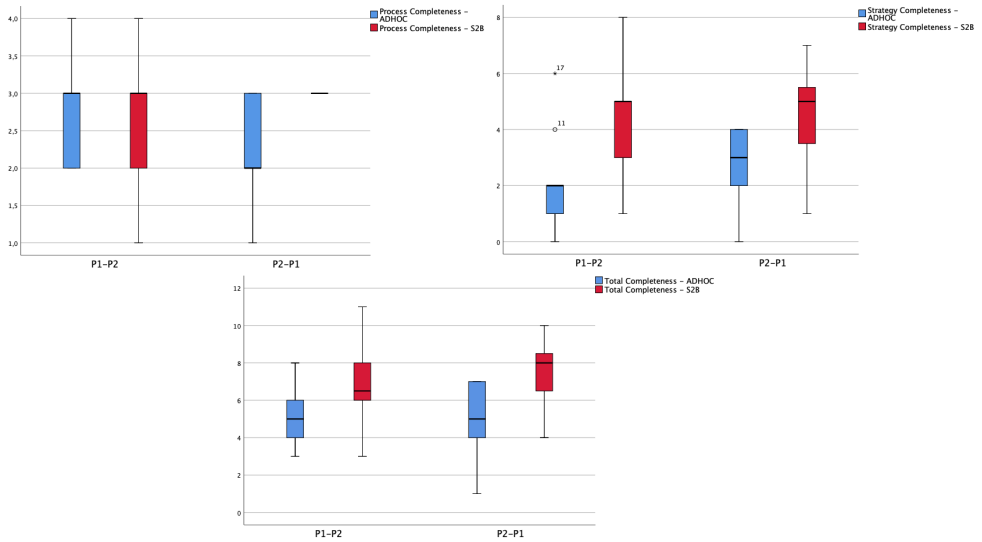 Process Completeness – ADHOC
Process Completeness – S2B
4,0
3,5
3,0
2,5
2,0
1,5
1,0
P1–P2
P2–P1
Strategy Completeness – ADHOC
Strategy Completeness – S2B
8
6
4
2
0
17
11
P1–P2
P2–P1
Total Completeness – ADHOC
Total Completeness – S2B
12
10
8
6
4
2
0
P1–P2
P2–P1